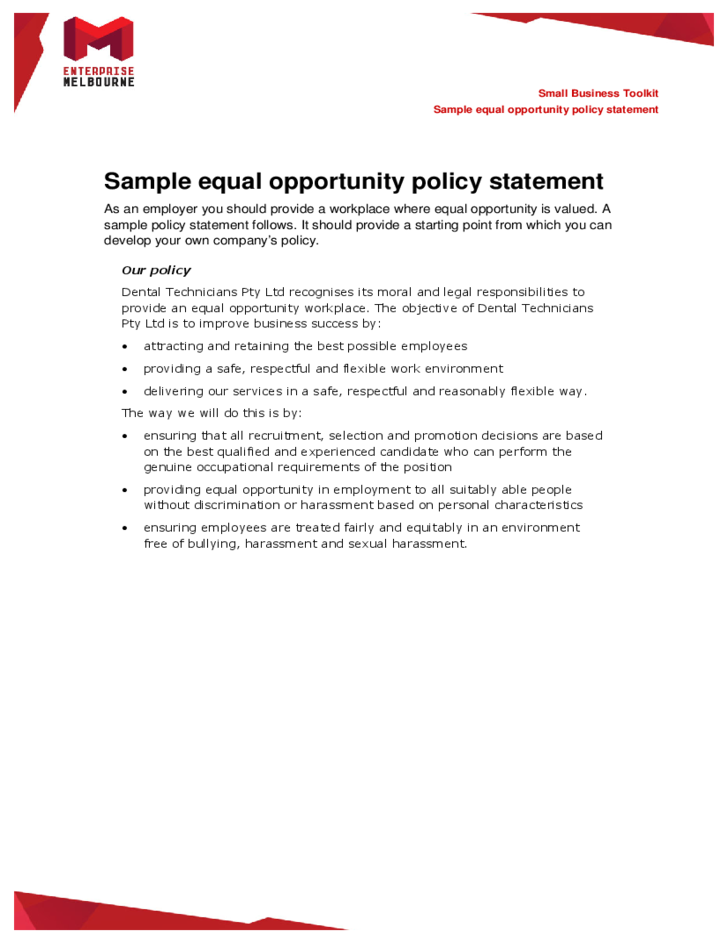 ENTERPRISE
MELBOURNE
Small Business Toolkit
Sample equal opportunity policy statement
Sample equal opportunity policy statement
As an employer you should provide a workplace where equal opportunity is valued. A
sample policy statement follows. It should provide a starting point from which you can
develop your own company's policy.
Our policy
Dental Technicians Pty Ltd recognises its moral and legal responsibilities to
provide an equal opportunity workplace. The objective of Dental Technicians
Pty Ltd is to improve business success by:
• attracting and retaining the best possible employees
• providing a safe, respectful and flexible work environment
• delivering our services in a safe, respectful and reasonably flexible way.
The way we will do this is by:
• ensuring that all recruitment, selection and promotion decisions are based
on the best qualified and experienced candidate who can perform the
genuine occupational requirements of the position
• providing equal opportunity in employment to all suitably able people
without discrimination or harassment based on personal characteristics
• ensuring employees are treated fairly and equitably in an environment
free of bullying, harassment and sexual harassment.